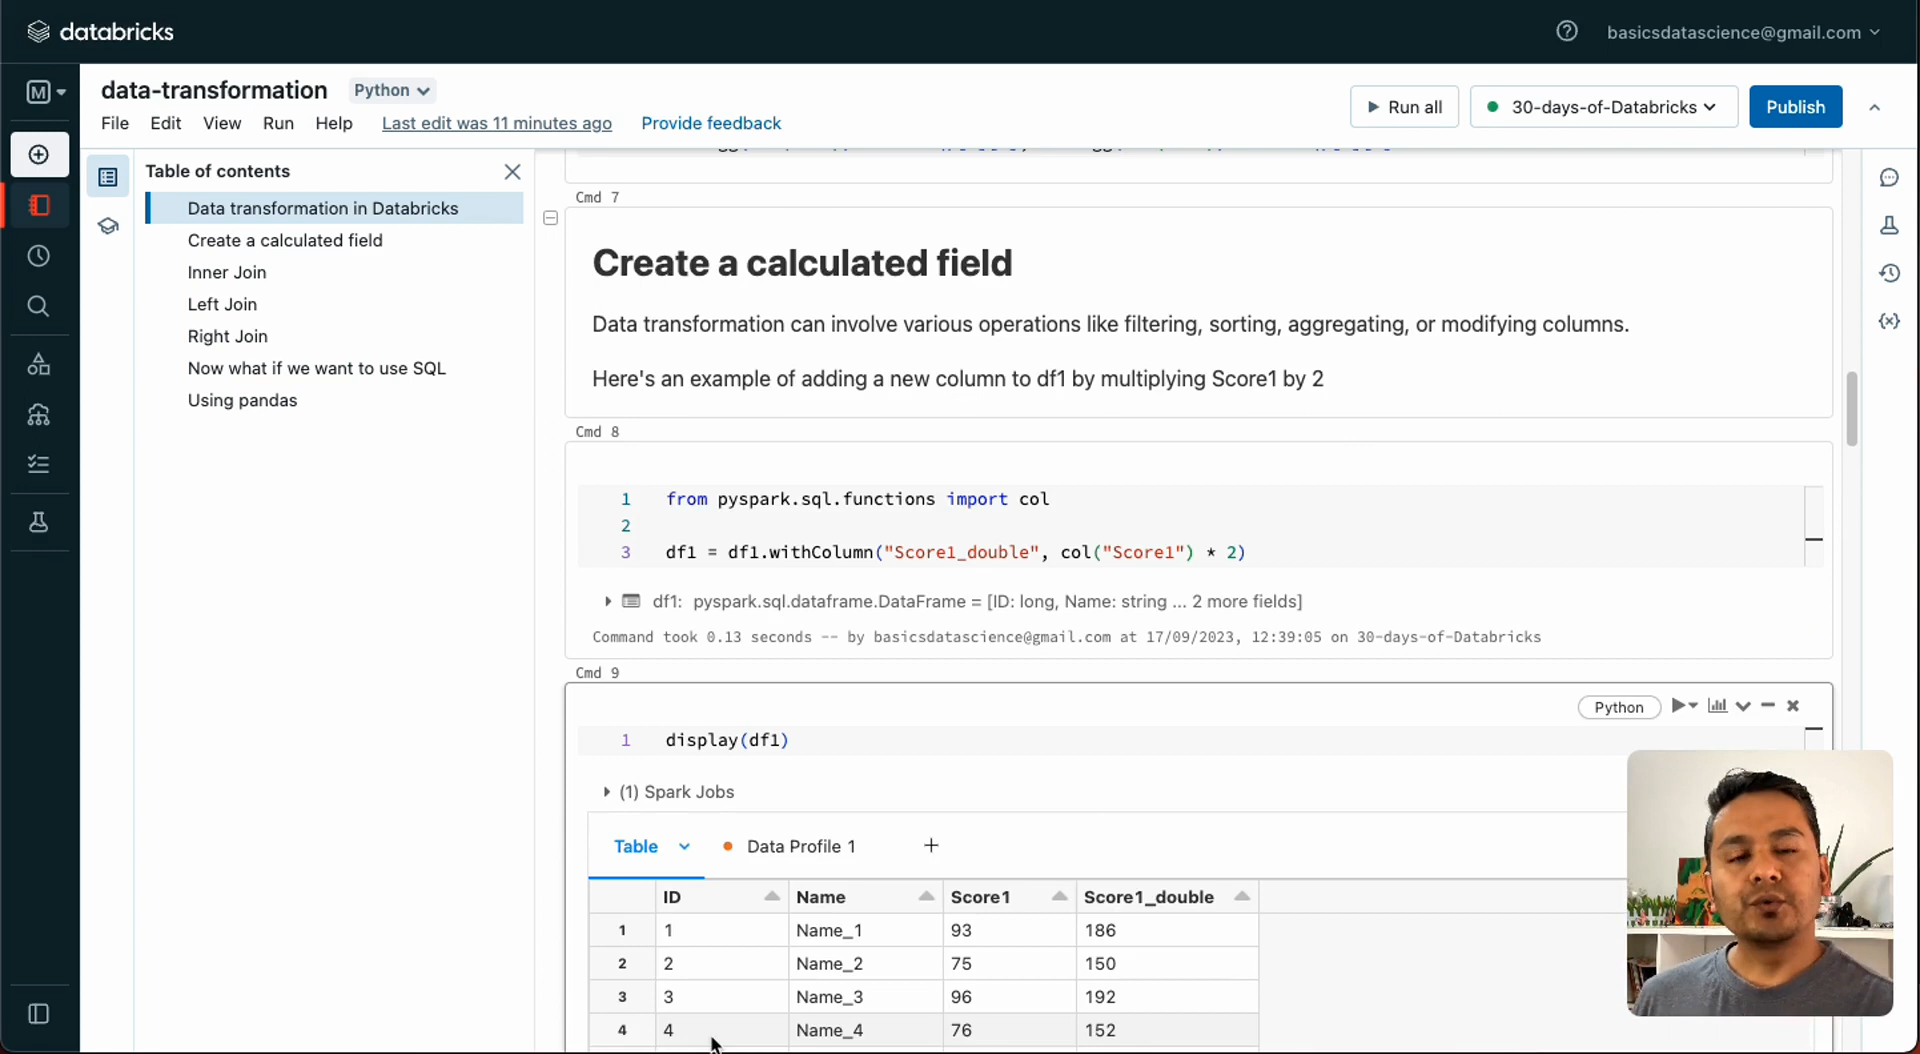 databricks
basicsdatascience@gmail.com
M
data-transformation
Python
File Edit View Run Help Last edit was 11 minutes ago Provide feedback
Run all
30-days-of-Databricks
Publish
Table of contents
Data transformation in Databricks
Create a calculated field
Inner Join
Left Join
Right Join
Now what if we want to use SQL
Using pandas
Cmd 7
Create a calculated field
Data transformation can involve various operations like filtering, sorting, aggregating, or modifying columns.
Here's an example of adding a new column to df1 by multiplying Score1 by 2
Cmd 8
1 from pyspark.sql.functions import col
2
3 df1 = df1.withColumn("Score1_double", col("Score1") * 2)
df1: pyspark.sql.dataframe.DataFrame = [ID: long, Name: string ... 2 more fields]
Command took 0.13 seconds -- by basicsdatascience@gmail.com at 17/09/2023, 12:39:05 on 30-days-of-Databricks
Cmd 9
Python
1 display(df1)
(1) Spark Jobs
Table Data Profile 1 +
ID Name Score1 Score1_double
1 1 Name_1 93 186
2 2 Name_2 75 150
3 3 Name_3 96 192
4 4 Name_4 76 152